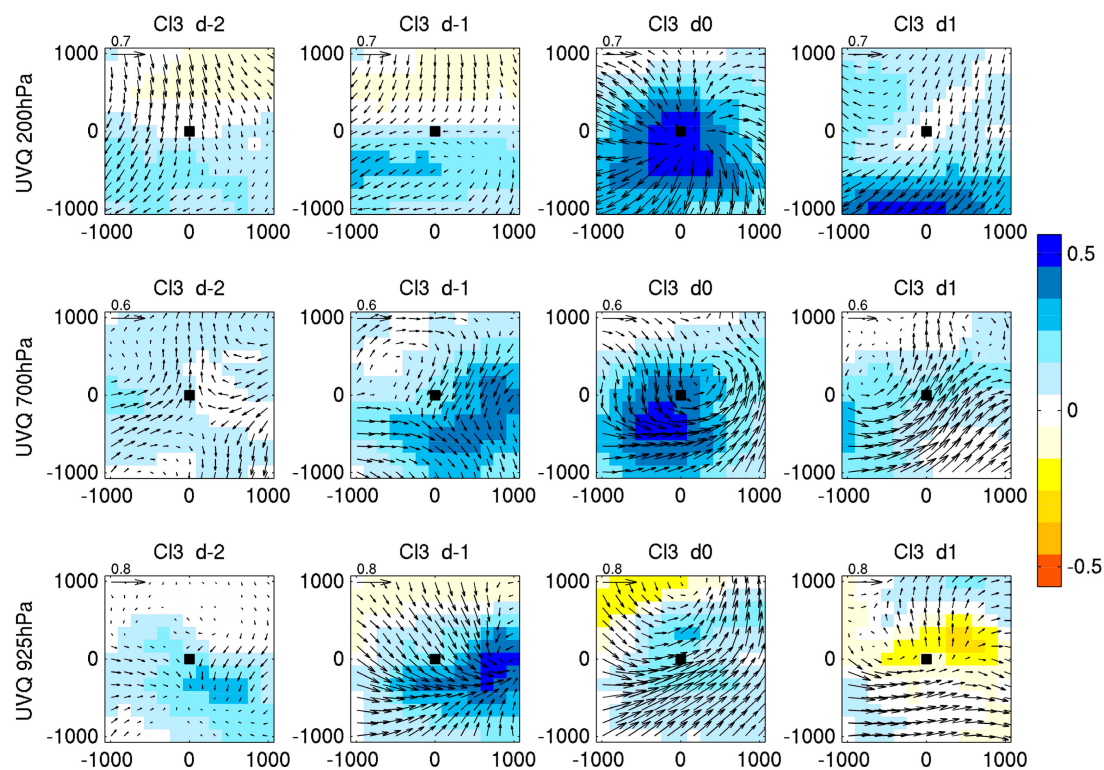 Cl3 d-2 Cl3 d-1 Cl3 d0 Cl3 d1
0.7 0.7 0.7 0.7
UVQ 200hPa
1000 1000 1000 1000
0 0 0 0
-1000 -1000 -1000 -1000
-1000 0 1000 -1000 0 1000 -1000 0 1000 -1000 0 1000
Cl3 d-2 Cl3 d-1 Cl3 d0 Cl3 d1
0.6 0.6 0.6 0.6
UVQ 700hPa
1000 1000 1000 1000
0 0 0 0
-1000 -1000 -1000 -1000
-1000 0 1000 -1000 0 1000 -1000 0 1000 -1000 0 1000
Cl3 d-2 Cl3 d-1 Cl3 d0 Cl3 d1
0.8 0.8 0.8 0.8
UVQ 925hPa
1000 1000 1000 1000
0 0 0 0
-1000 -1000 -1000 -1000
-1000 0 1000 -1000 0 1000 -1000 0 1000 -1000 0 1000
0.5
0
-0.5